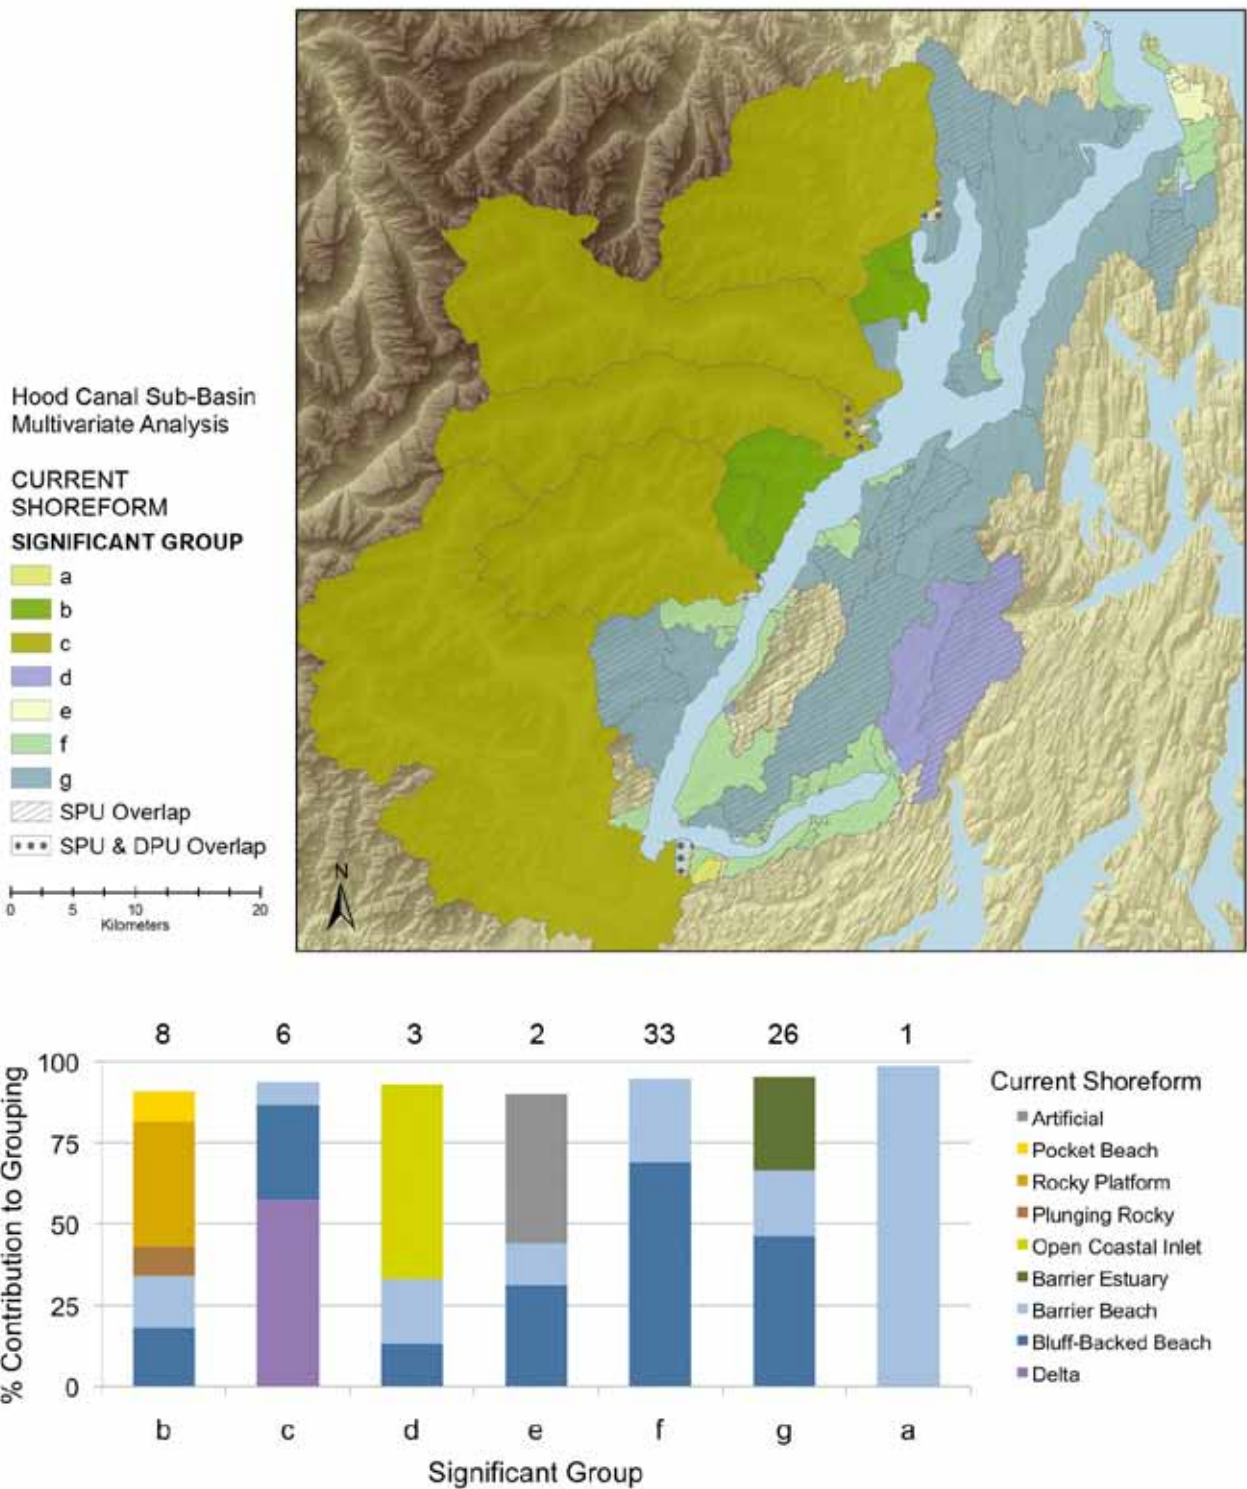 Hood Canal Sub-Basin
Multivariate Analysis
CURRENT
SHOREFORM
SIGNIFICANT GROUP
a
b
c
d
e
f
g
SPU Overlap
SPU & DPU Overlap
0 5 10 20
Kilometers
N
8 6 3 2 33 26 1
% Contribution to Grouping
100
75
50
25
0
b c d e f g a
Significant Group
Current Shoreform
Artificial
Pocket Beach
Rocky Platform
Plunging Rocky
Open Coastal Inlet
Barrier Estuary
Barrier Beach
Bluff-Backed Beach
Delta